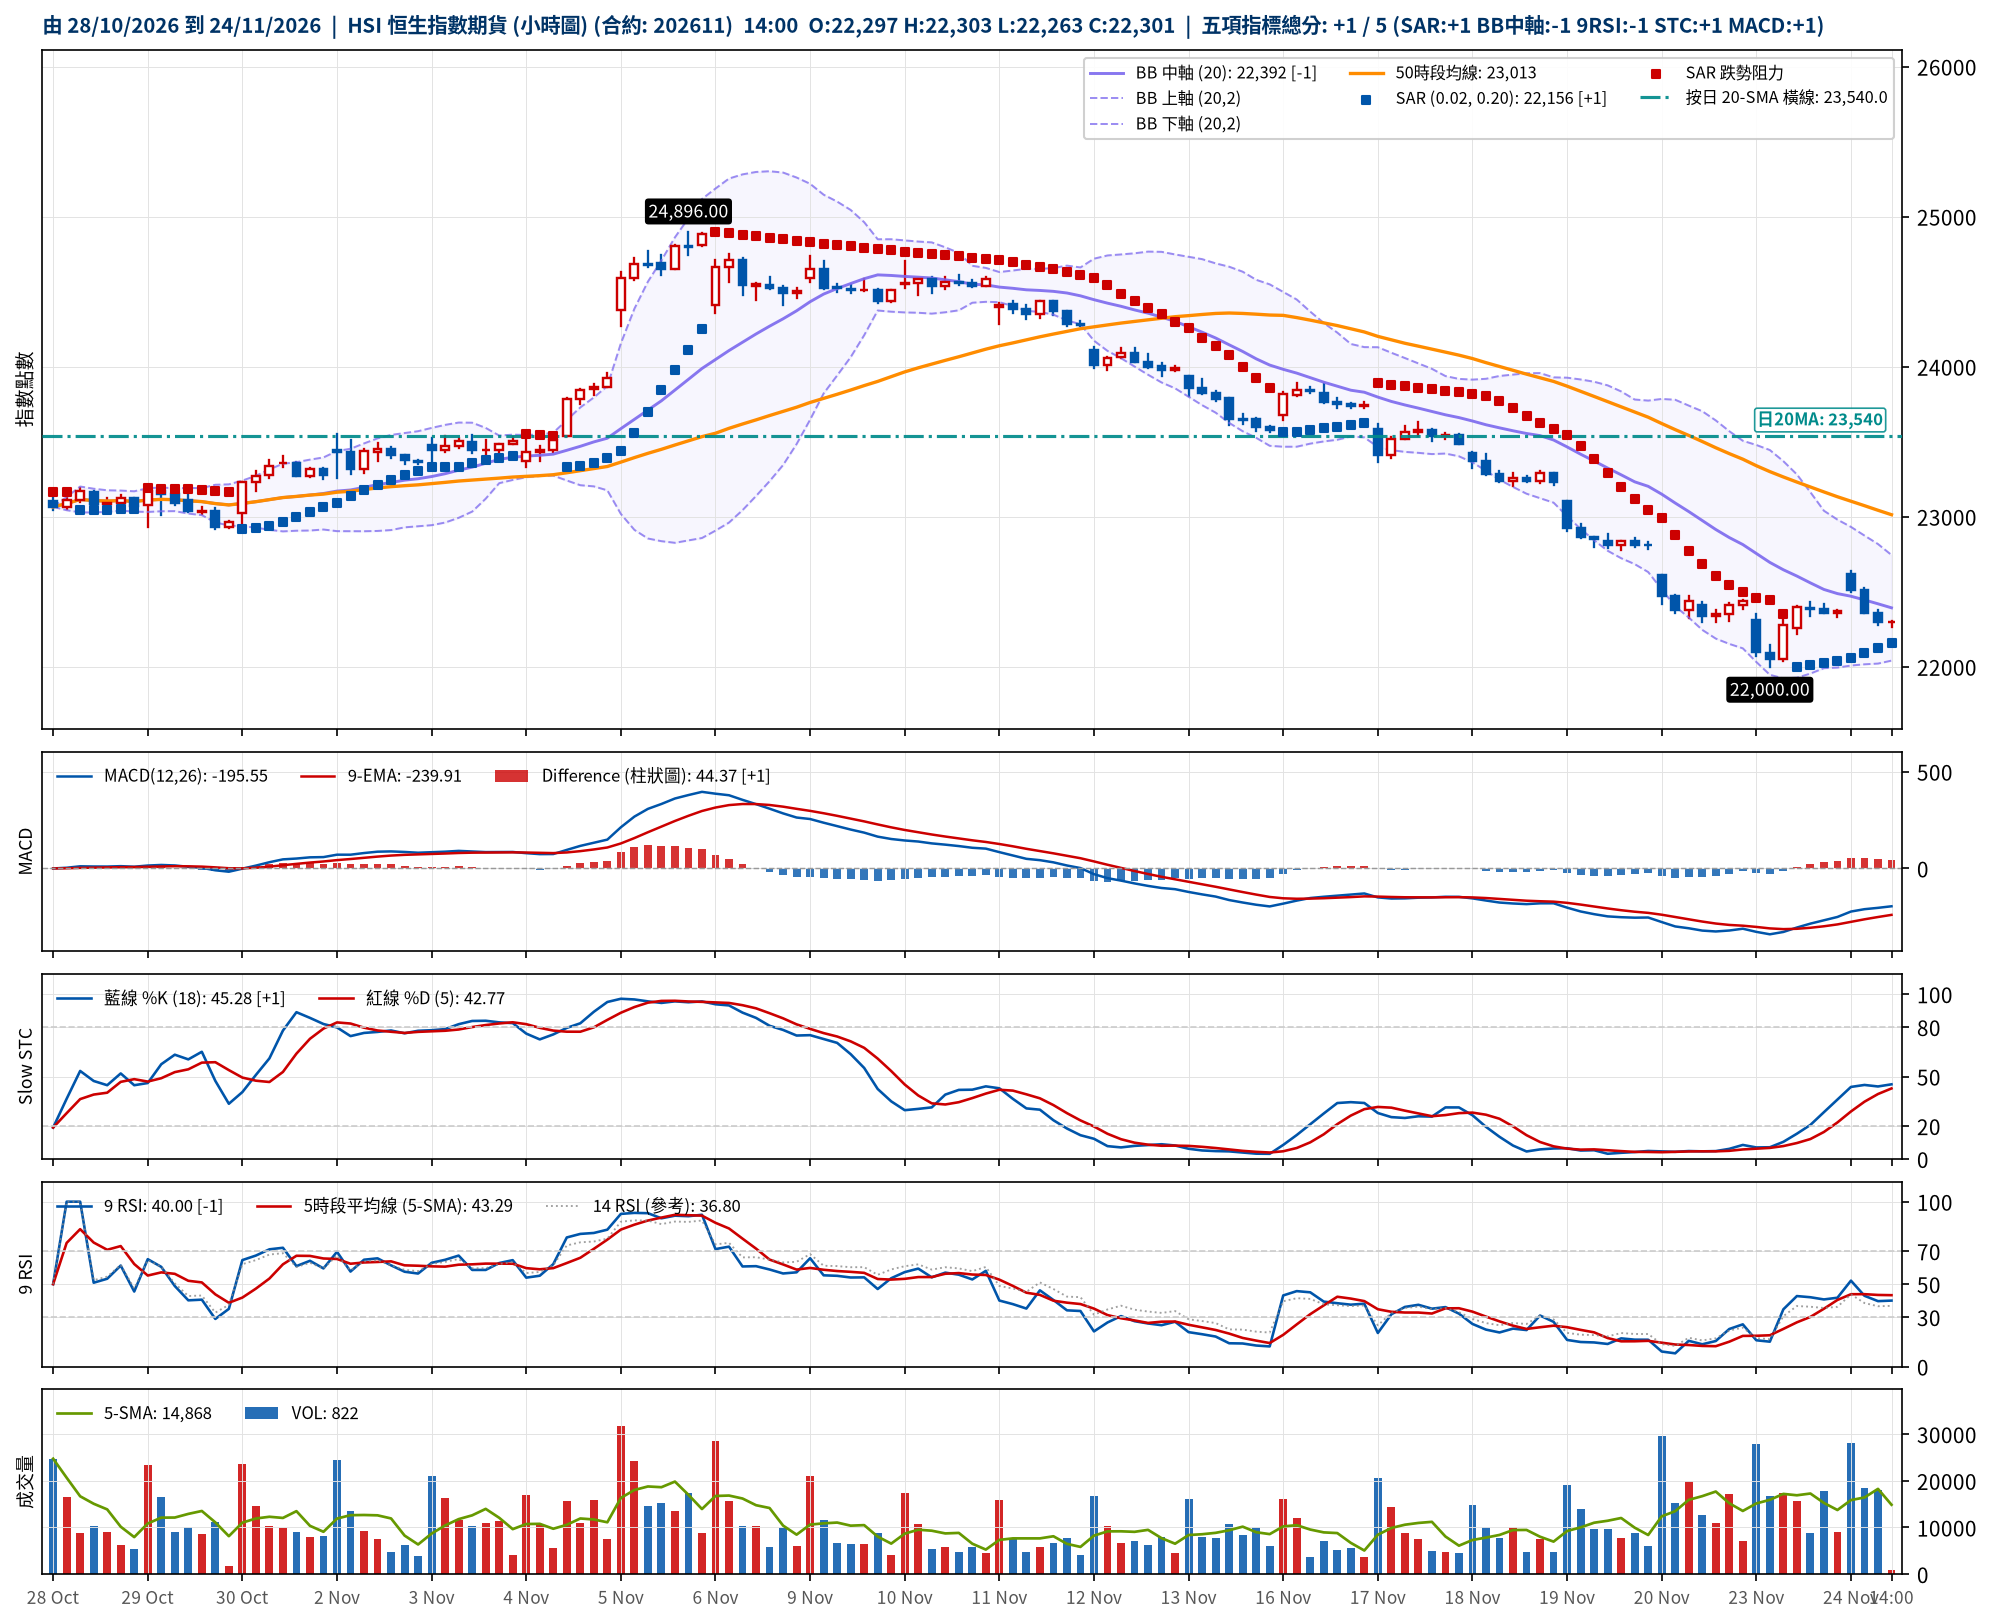 由 28/10/2026 到 24/11/2026 | HSI 恒生指數期貨 (小時圖) (合約: 202611) 14:00 O:22,297 H:22,303 L:22,263 C:22,301 | 五項指標總分: +1 / 5 (SAR:+1 BB中軸:-1 9RSI:-1 STC:+1 MACD:+1)
BB 中軸 (20): 22,392 [-1]
BB 上軸 (20,2)
BB 下軸 (20,2)
50時段均線: 23,013
SAR (0.02, 0.20): 22,156 [+1]
SAR 跌勢阻力
按日 20-SMA 橫線: 23,540.0
26000
25000
24000
23000
22000
指數點數
24,896.00
日20MA: 23,540
22,000.00
MACD(12,26): -195.55
9-EMA: -239.91
Difference (柱狀圖): 44.37 [+1]
500
0
MACD
藍線 %K (18): 45.28 [+1]
紅線 %D (5): 42.77
100
80
50
20
0
Slow STC
9 RSI: 40.00 [-1]
5時段平均線 (5-SMA): 43.29
14 RSI (參考): 36.80
100
70
50
30
0
9 RSI
5-SMA: 14,868
VOL: 822
30000
20000
10000
0
成交量
28 Oct
29 Oct
30 Oct
2 Nov
3 Nov
4 Nov
5 Nov
6 Nov
9 Nov
10 Nov
11 Nov
12 Nov
13 Nov
16 Nov
17 Nov
18 Nov
19 Nov
20 Nov
23 Nov
24 Nov
14:00